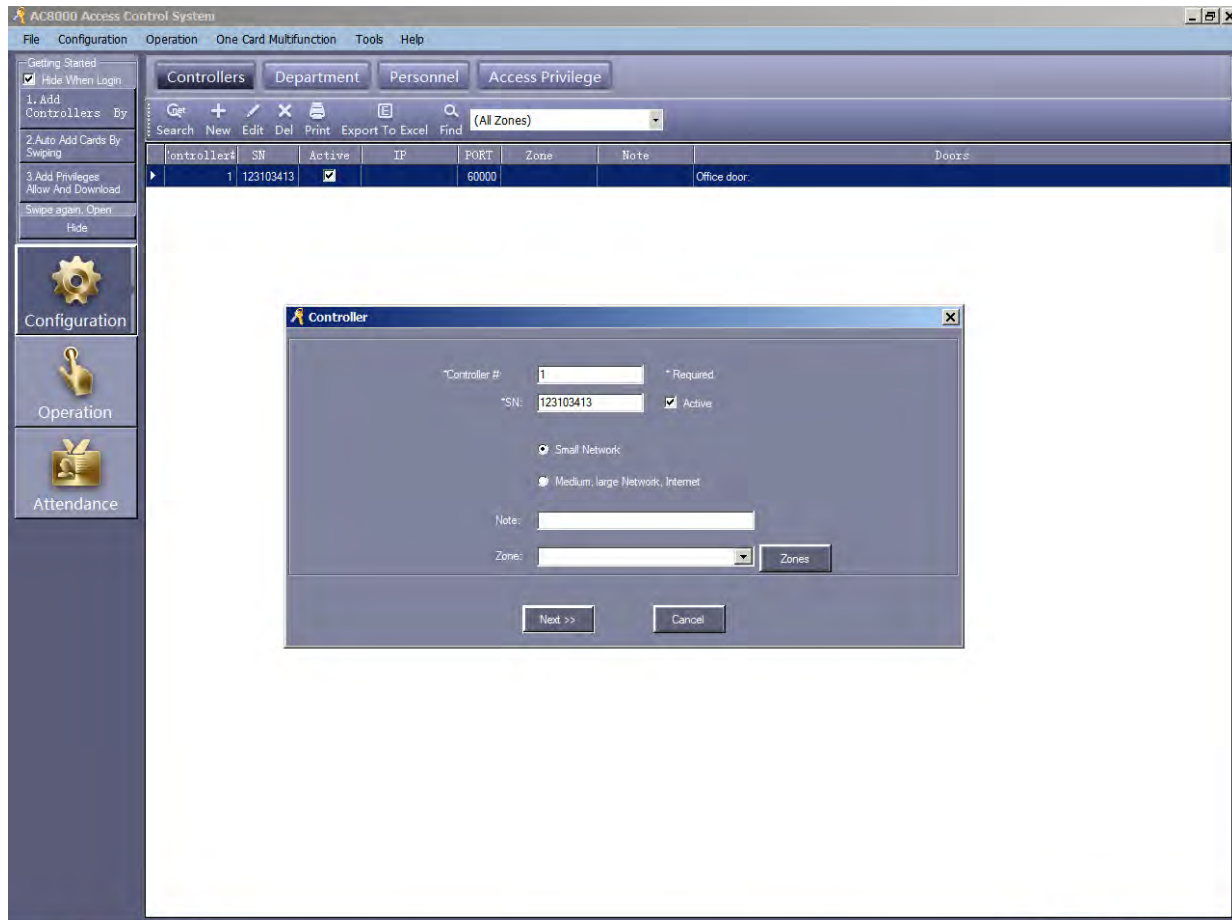 AC8000 Access Control System
File Configuration Operation One Card Multifunction Tools Help
Getting Started
Hide When Login
1.Add
Controllers By
2.Auto Add Cards By
Swiping
3.Add Privileges
Allow And Download
Swipe again, Open
Hide
Configuration
Operation
Attendance
Controllers Department Personnel Access Privilege
Get
Search New Edit Del Print Export To Excel Find (All Zones)
ontroller# SN Active IP PORT Zone Note Doors
1 123103413 60000 Office door:
Controller
*Controller #: 1 * Required
*SN: 123103413 Active
Small Network
Medium, large Network, Internet
Note:
Zone: Zones
Next >> Cancel